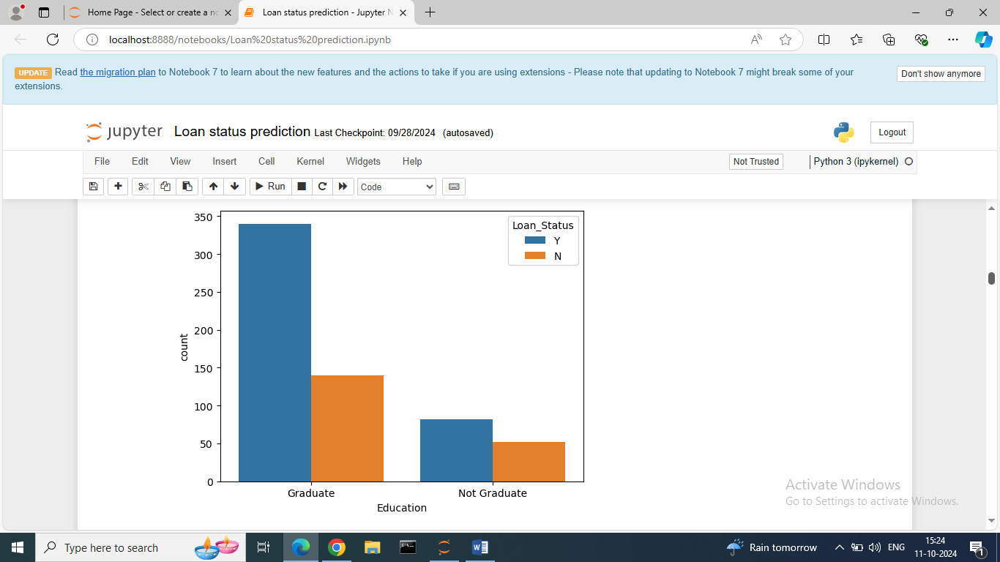 Home Page - Select or create a no
Loan status prediction - Jupyter N
localhost:8888/notebooks/Loan%20status%20prediction.ipynb
UPDATE Read the migration plan to Notebook 7 to learn about the new features and the actions to take if you are using extensions - Please note that updating to Notebook 7 might break some of your
extensions.
Don't show anymore
jupyter Loan status prediction Last Checkpoint: 09/28/2024 (autosaved)
Logout
File Edit View Insert Cell Kernel Widgets Help
Not Trusted Python 3 (ipykernel)
Run Code
Loan_Status
Y
N
350
300
250
200
150
100
50
0
count
Graduate Not Graduate
Education
Activate Windows
Go to Settings to activate Windows.
Type here to search
Rain tomorrow
ENG
15:24
11-10-2024
1